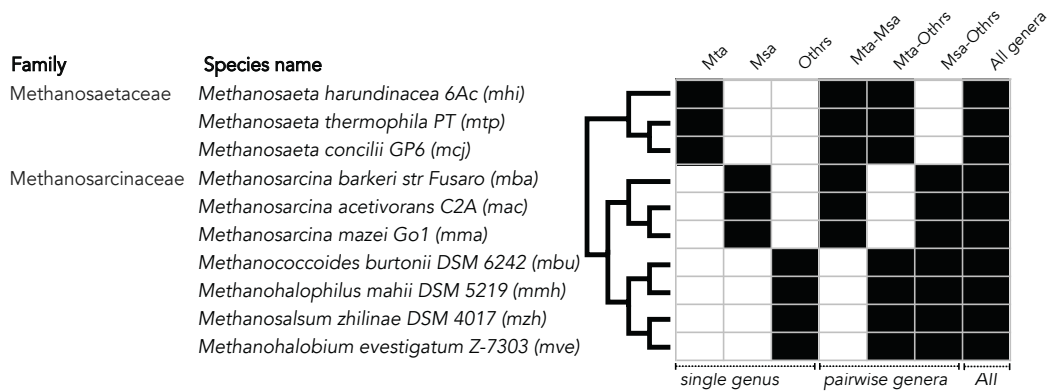 Mta Msa Othrs Mta-Msa Mta-Othrs Msa-Othrs All genera
Family Species name
Methanosaetaceae Methanosaeta harundinacea 6Ac (mhi)
Methanosaeta thermophila PT (mtp)
Methanosaeta concilii GP6 (mcj)
Methanosarcinaceae Methanosarcina barkeri str Fusaro (mba)
Methanosarcina acetivorans C2A (mac)
Methanosarcina mazei Go1 (mma)
Methanococcoides burtonii DSM 6242 (mbu)
Methanohalophilus mahii DSM 5219 (mmh)
Methanosalsum zhilinae DSM 4017 (mzh)
Methanohalobium evestigatum Z-7303 (mve)
single genus pairwise genera All